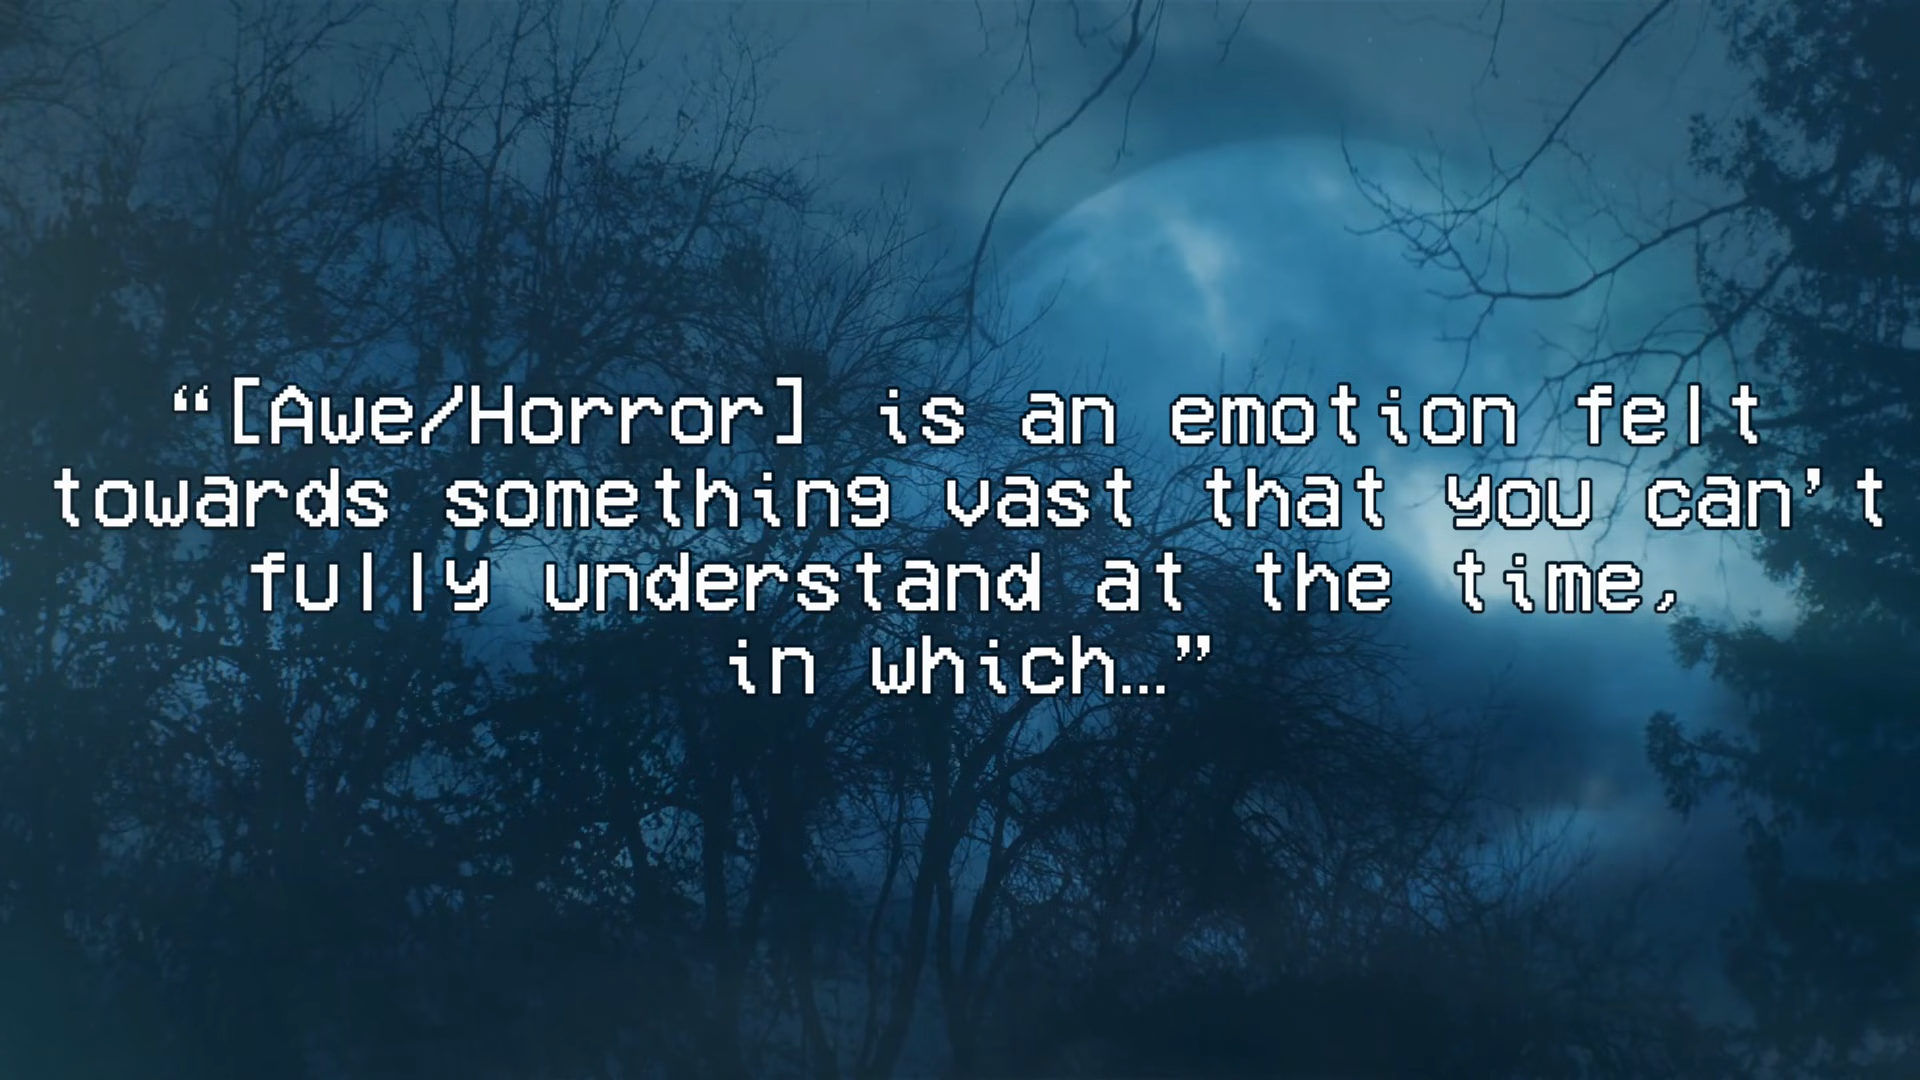 “[Awe/Horror] is an emotion felt
towards something vast that you can’t
fully understand at the time,
in which…”